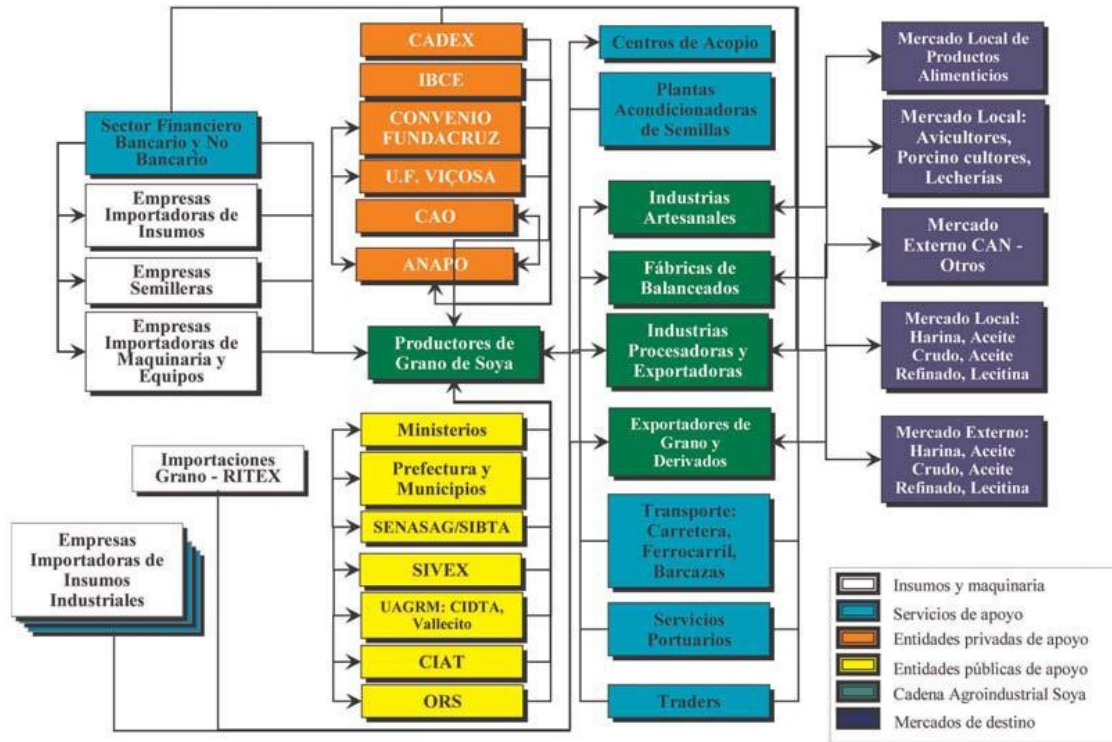 Sector Financiero
Bancario y No
Bancario
Empresas
Importadoras de
Insumos
Empresas
Semilleras
Empresas
Importadoras de
Maquinaria y
Equipos
Importaciones
Grano - RITEX
Empresas
Importadoras de
Insumos
Industriales
CADEX
IBCE
CONVENIO
FUNDACRUZ
U.F. VIÇOSA
CAO
ANAPO
Productores de
Grano de Soya
Ministerios
Prefectura y
Municipios
SENASAG/SIBTA
SIVEX
UAGRM: CIDTA,
Vallecito
CIAT
ORS
Centros de Acopio
Plantas
Acondicionadoras
de Semillas
Industrias
Artesanales
Fábricas de
Balanceados
Industrias
Procesadoras y
Exportadoras
Exportadores de
Grano y
Derivados
Transporte:
Carretera,
Ferrocarril,
Barcazas
Servicios
Portuarios
Traders
Mercado Local de
Productos
Alimenticios
Mercado Local:
Avicultores,
Porcino cultores,
Lecherías
Mercado
Externo CAN -
Otros
Mercado Local:
Harina, Aceite
Crudo, Aceite
Refinado, Lecitina
Mercado Externo:
Harina, Aceite
Crudo, Aceite
Refinado, Lecitina
Insumos y maquinaria
Servicios de apoyo
Entidades privadas de apoyo
Entidades públicas de apoyo
Cadena Agroindustrial Soya
Mercados de destino